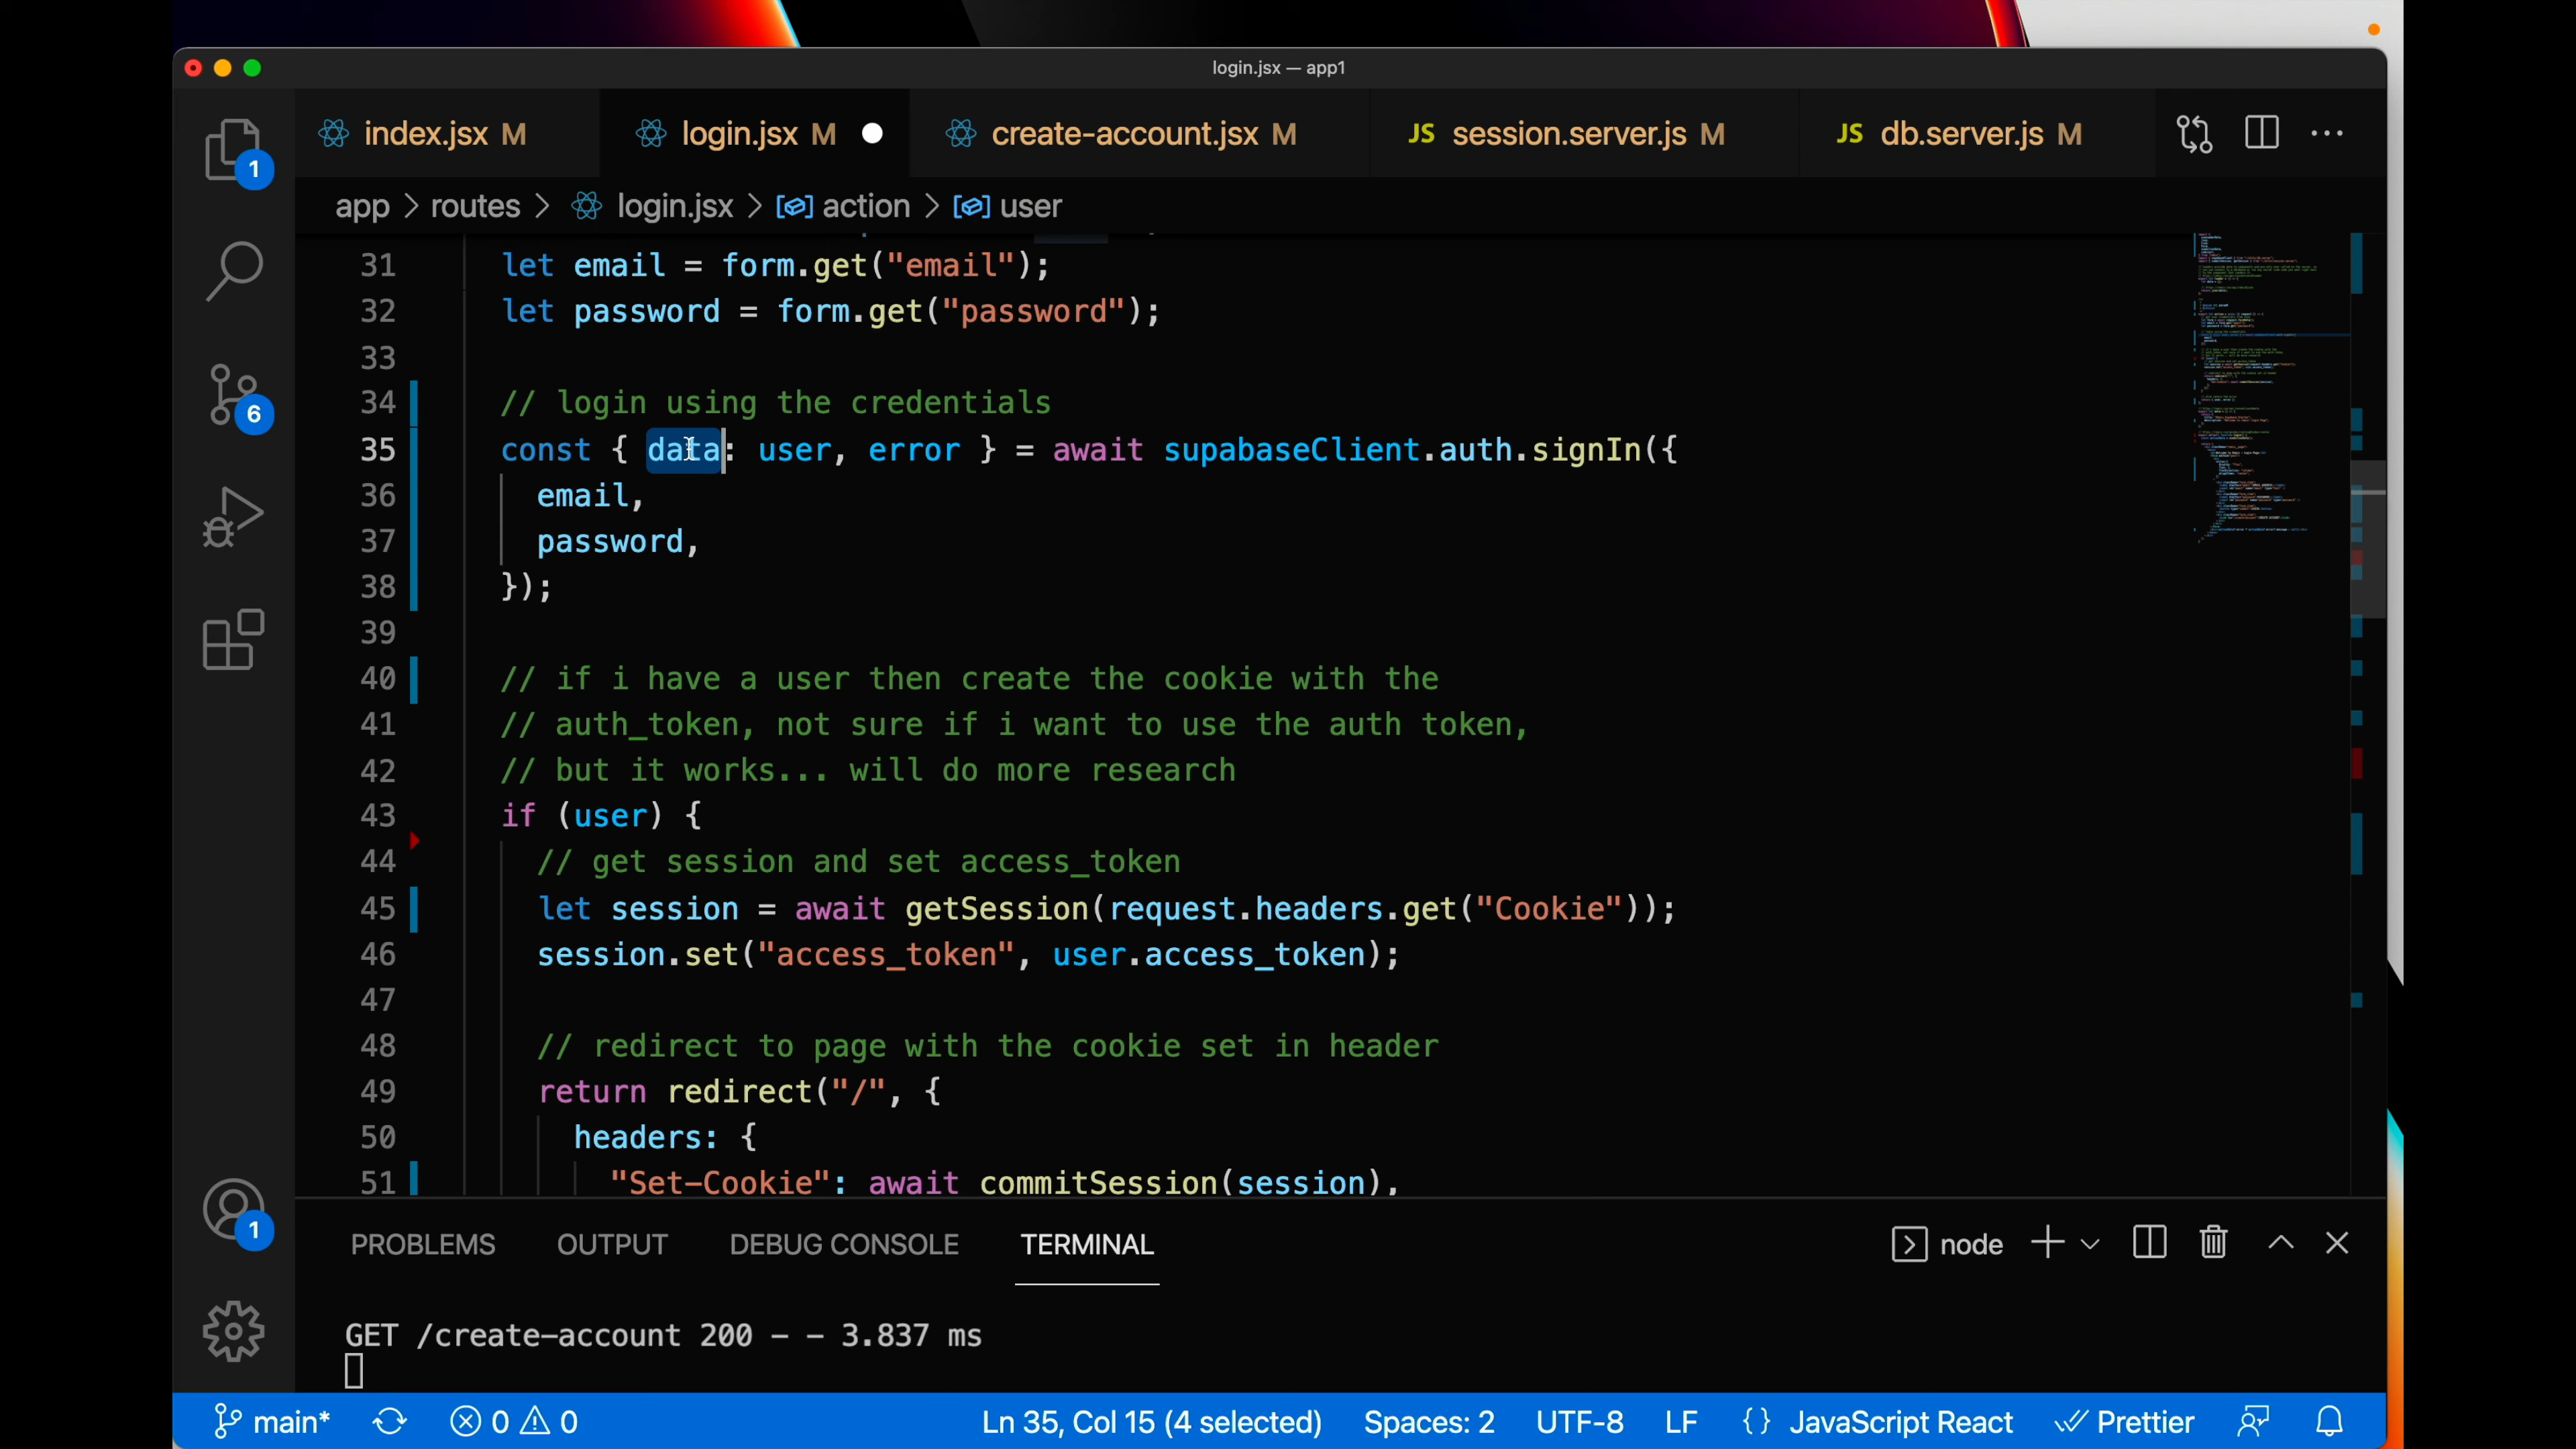 login.jsx — app1
index.jsx M
login.jsx M
create-account.jsx M
JS session.server.js M
JS db.server.js M
app > routes > login.jsx > action > user
31 let email = form.get("email");
32 let password = form.get("password");
33
34 // login using the credentials
35 const { data: user, error } = await supabaseClient.auth.signIn({
36 email,
37 password,
38 });
39
40 // if i have a user then create the cookie with the
41 // auth_token, not sure if i want to use the auth token,
42 // but it works... will do more research
43 if (user) {
44 // get session and set access_token
45 let session = await getSession(request.headers.get("Cookie"));
46 session.set("access_token", user.access_token);
47
48 // redirect to page with the cookie set in header
49 return redirect("/", {
50 headers: {
51 "Set-Cookie": await commitSession(session),
1
6
1
PROBLEMS OUTPUT DEBUG CONSOLE TERMINAL node
GET /create-account 200 - - 3.837 ms
main* 0 0 Ln 35, Col 15 (4 selected) Spaces: 2 UTF-8 LF {} JavaScript React Prettier